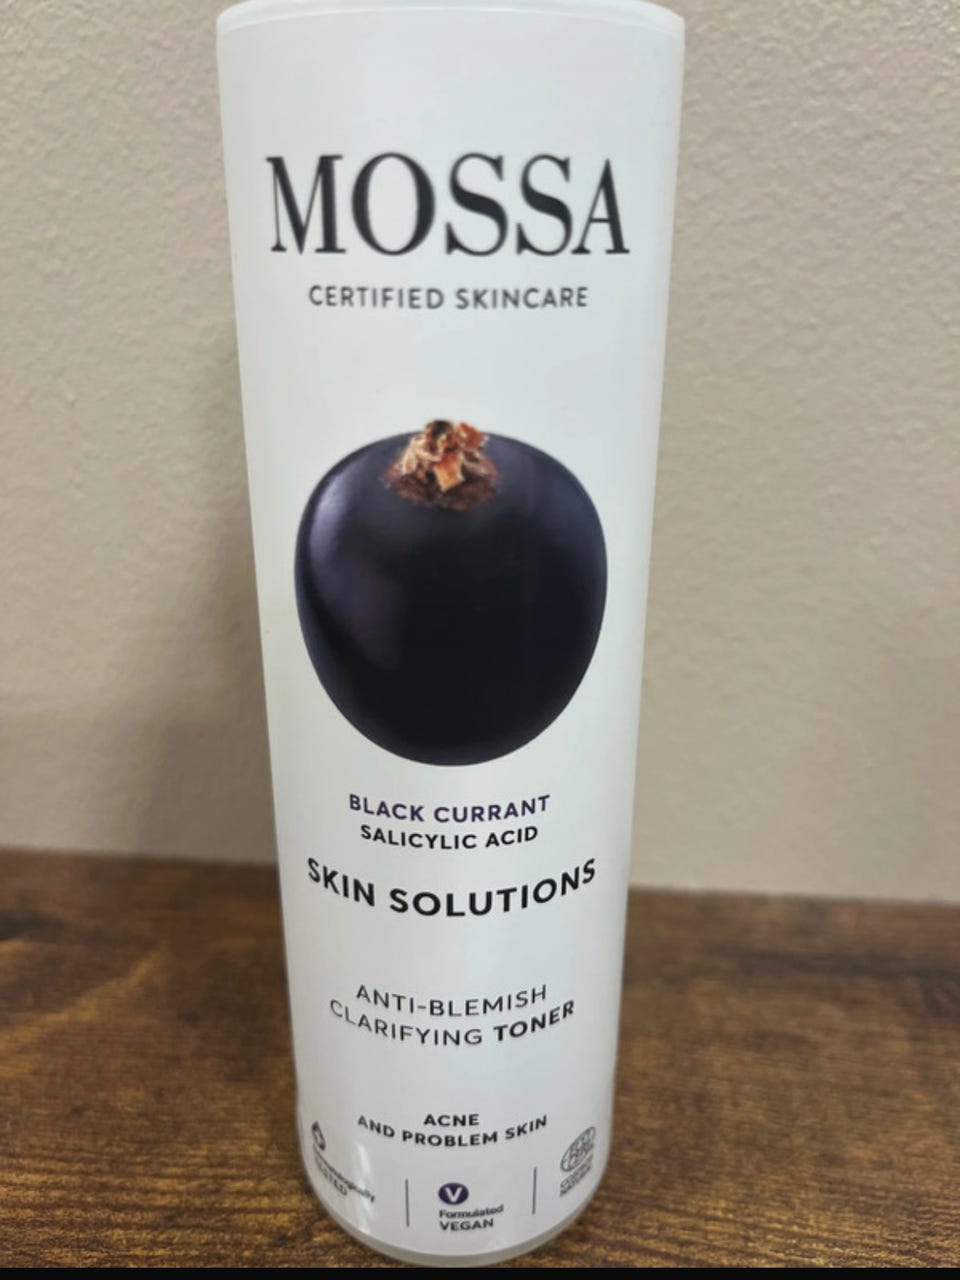 MOSSA
CERTIFIED SKINCARE
BLACK CURRANT
SALICYLIC ACID
SKIN SOLUTIONS
ANTI-BLEMISH
CLARIFYING TONER
ACNE
AND PROBLEM SKIN
TESTED
V
Formulated
VEGAN